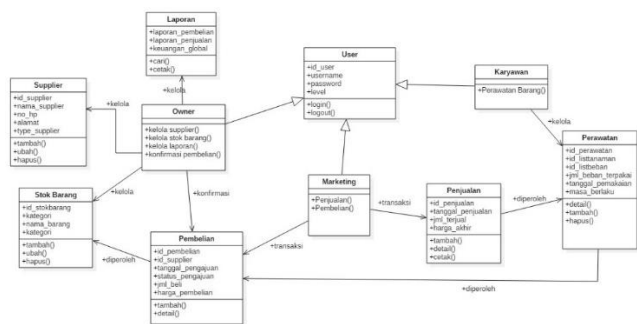 Laporan
+laporan_pembelian
+laporan_penjualan
+keuangan_global
+cari()
+cetak()
+kelola
User
+id_user
+username
+password
+level
+login()
+logout()
Karyawan
+Perawatan Barang()
+kelola
Supplier
+id_supplier
+nama_supplier
+no_hp
+alamat
+type_supplier
+tambah()
+ubah()
+hapus()
+kelola
Owner
+kelola supplier()
+kelola stok barang()
+kelola laporan()
+konfirmasi pembelian()
+kelola
+konfirmasi
Perawatan
+id_perawatan
+id_listtanaman
+id_listbeban
+jml_beban_terpakai
+tanggal_pemakaian
+masa_berlaku
+detail()
+tambah()
+hapus()
Marketing
+Penjualan()
+Pembelian()
+transaksi
+transaksi
Penjualan
+id_penjualan
+tanggal_penjualan
+jml_terjual
+harga_akhir
+tambah()
+detail()
+cetak()
+diperoleh
Stok Barang
+id_stokbarang
+kategori
+nama_barang
+kategori
+tambah()
+ubah()
+hapus()
+diperoleh
Pembelian
+id_pembelian
+id_supplier
+tanggal_pengajuan
+status_pengajuan
+jml_beli
+harga_pembelian
+tambah()
+detail()
+diperoleh